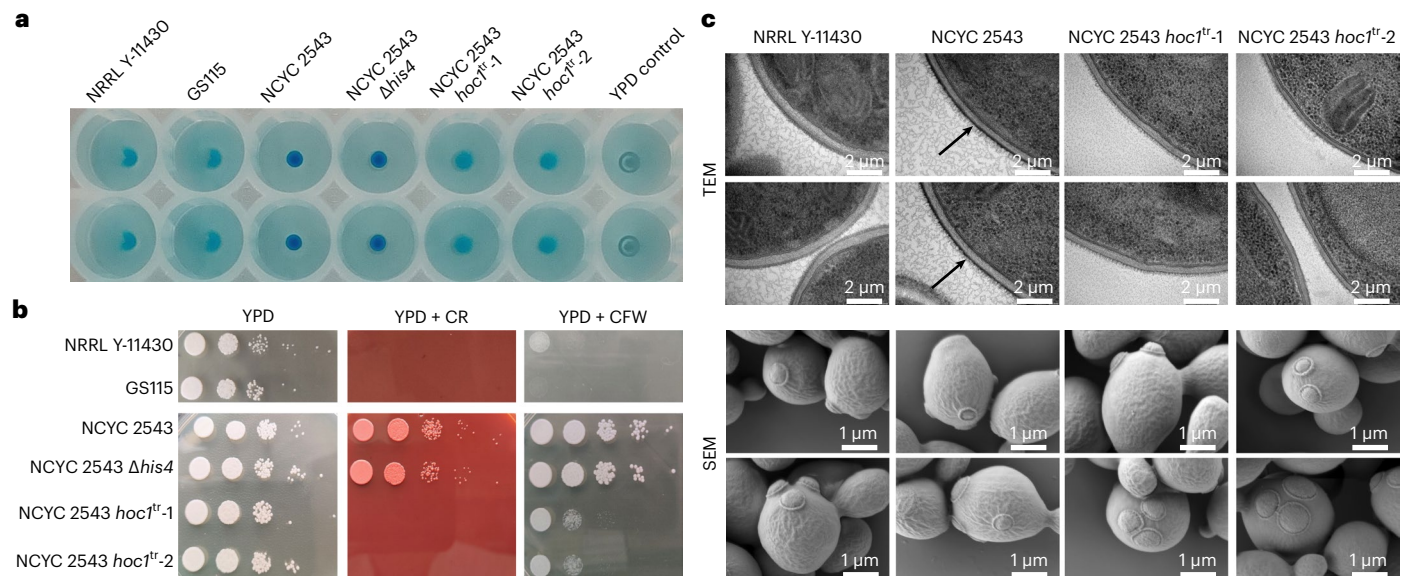 a
NRRL Y-11430
GS115
NCYC 2543
NCYC 2543
Δhis4
NCYC 2543
hoc1tr-1
NCYC 2543
hoc1tr-2
YPD control
b
YPD
YPD + CR
YPD + CFW
NRRL Y-11430
GS115
NCYC 2543
NCYC 2543 Δhis4
NCYC 2543 hoc1tr-1
NCYC 2543 hoc1tr-2
c
NRRL Y-11430
NCYC 2543
NCYC 2543 hoc1tr-1
NCYC 2543 hoc1tr-2
TEM
2 µm
2 µm
2 µm
2 µm
2 µm
2 µm
2 µm
2 µm
SEM
1 µm
1 µm
1 µm
1 µm
1 µm
1 µm
1 µm
1 µm